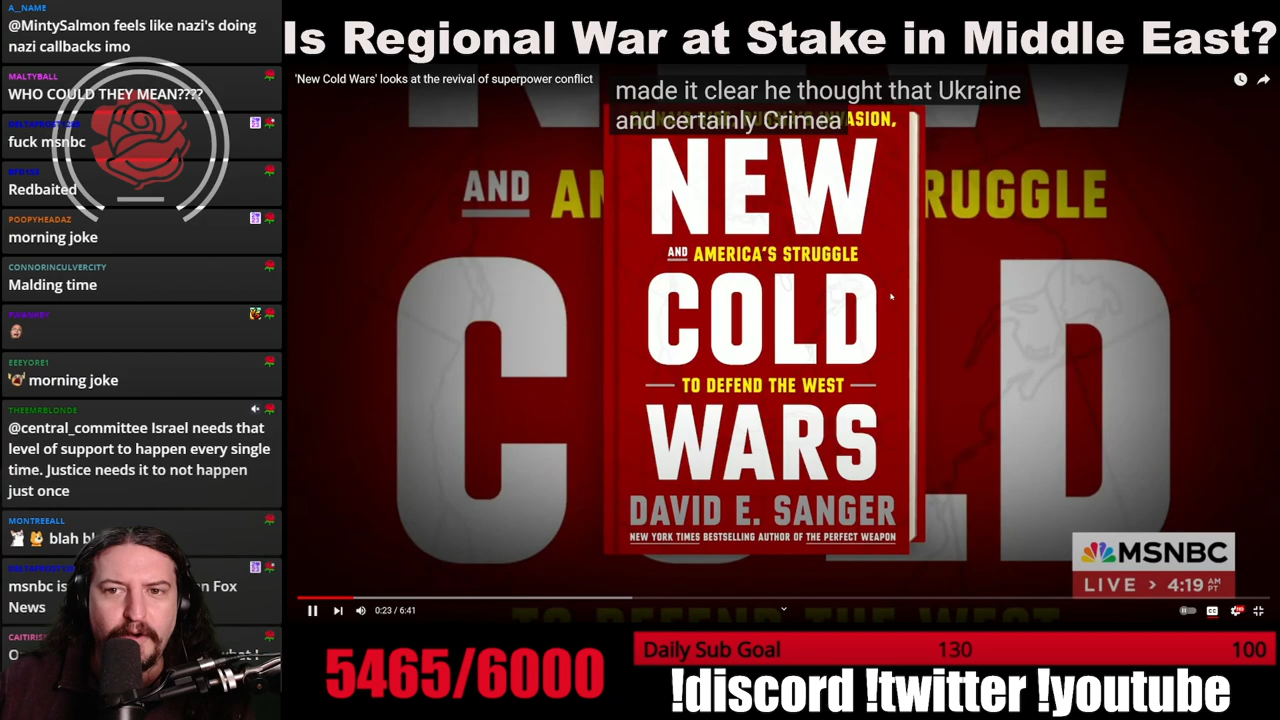 A__NAME
@MintySalmon feels like nazi's doing
nazi callbacks imo
MALTYBALL
WHO COULD THEY MEAN????
fuck msnbc
Redbaited
POOPYHEADAZ
morning joke
CONNORINCULVERCITY
Malding time
EEEYORE1
morning joke
THEEMRBLONDE
@central_committee Israel needs that
level of support to happen every single
time. Justice needs it to not happen
just once
MONTREEALL
blah
msnbc is
Fox
News
Is Regional War at Stake in Middle East?
'New Cold Wars' looks at the revival of superpower conflict
made it clear he thought that Ukraine
and certainly Crimea
NEW
AND AMERICA'S STRUGGLE
COLD
TO DEFEND THE WEST
WARS
DAVID E. SANGER
NEW YORK TIMES BESTSELLING AUTHOR OF THE PERFECT WEAPON
MSNBC
LIVE > 4:19 AM PT
0:23 / 6:41
5465/6000
Daily Sub Goal 130 100
!discord !twitter !youtube